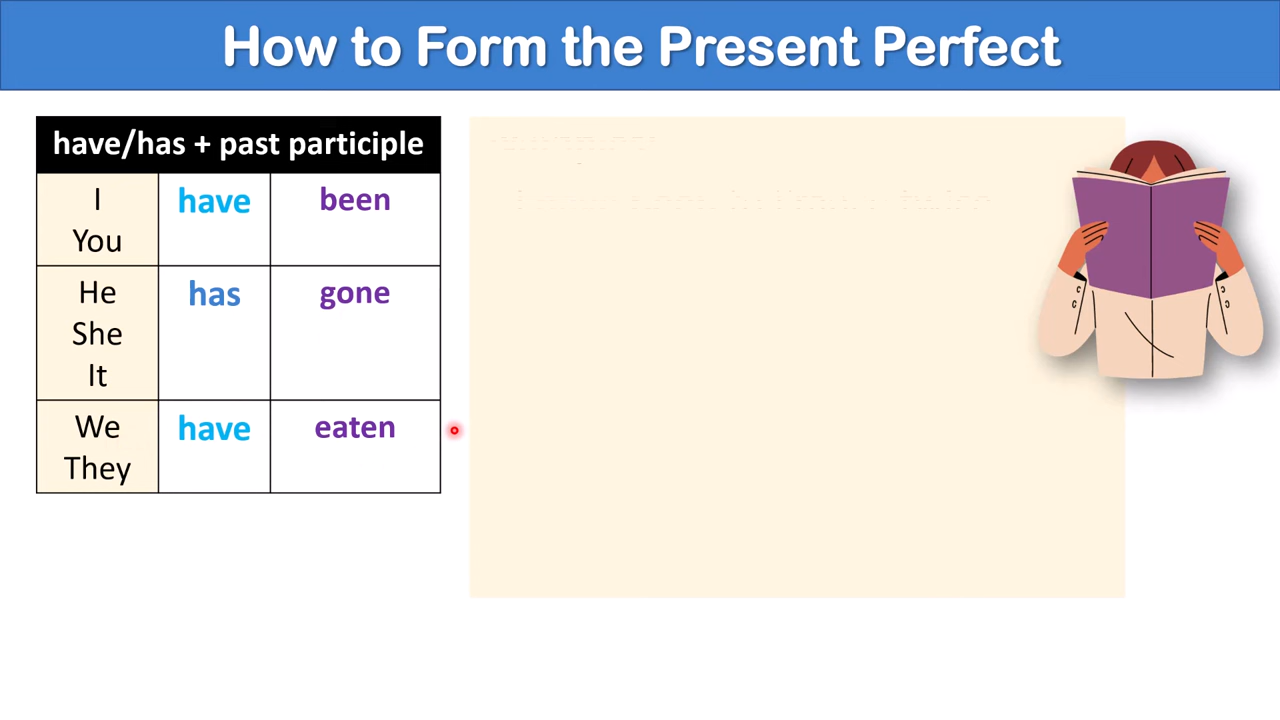 How to Form the Present Perfect
have/has + past participle
I
You
have
been
He
She
It
has
gone
We
They
have
eaten